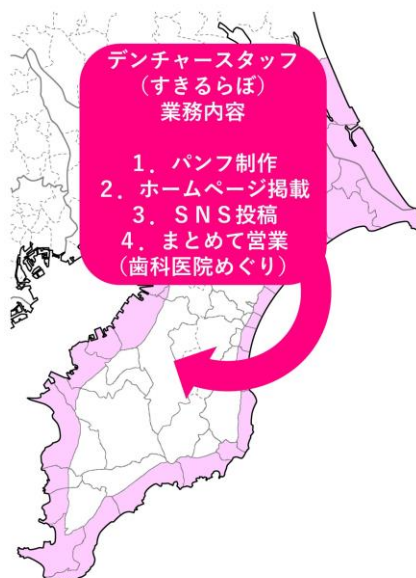 デンチャースタッフ
（すきるらぼ）
業務内容
１．パンフ制作
２．ホームページ掲載
３．ＳＮＳ投稿
４．まとめて営業
（歯科医院めぐり）